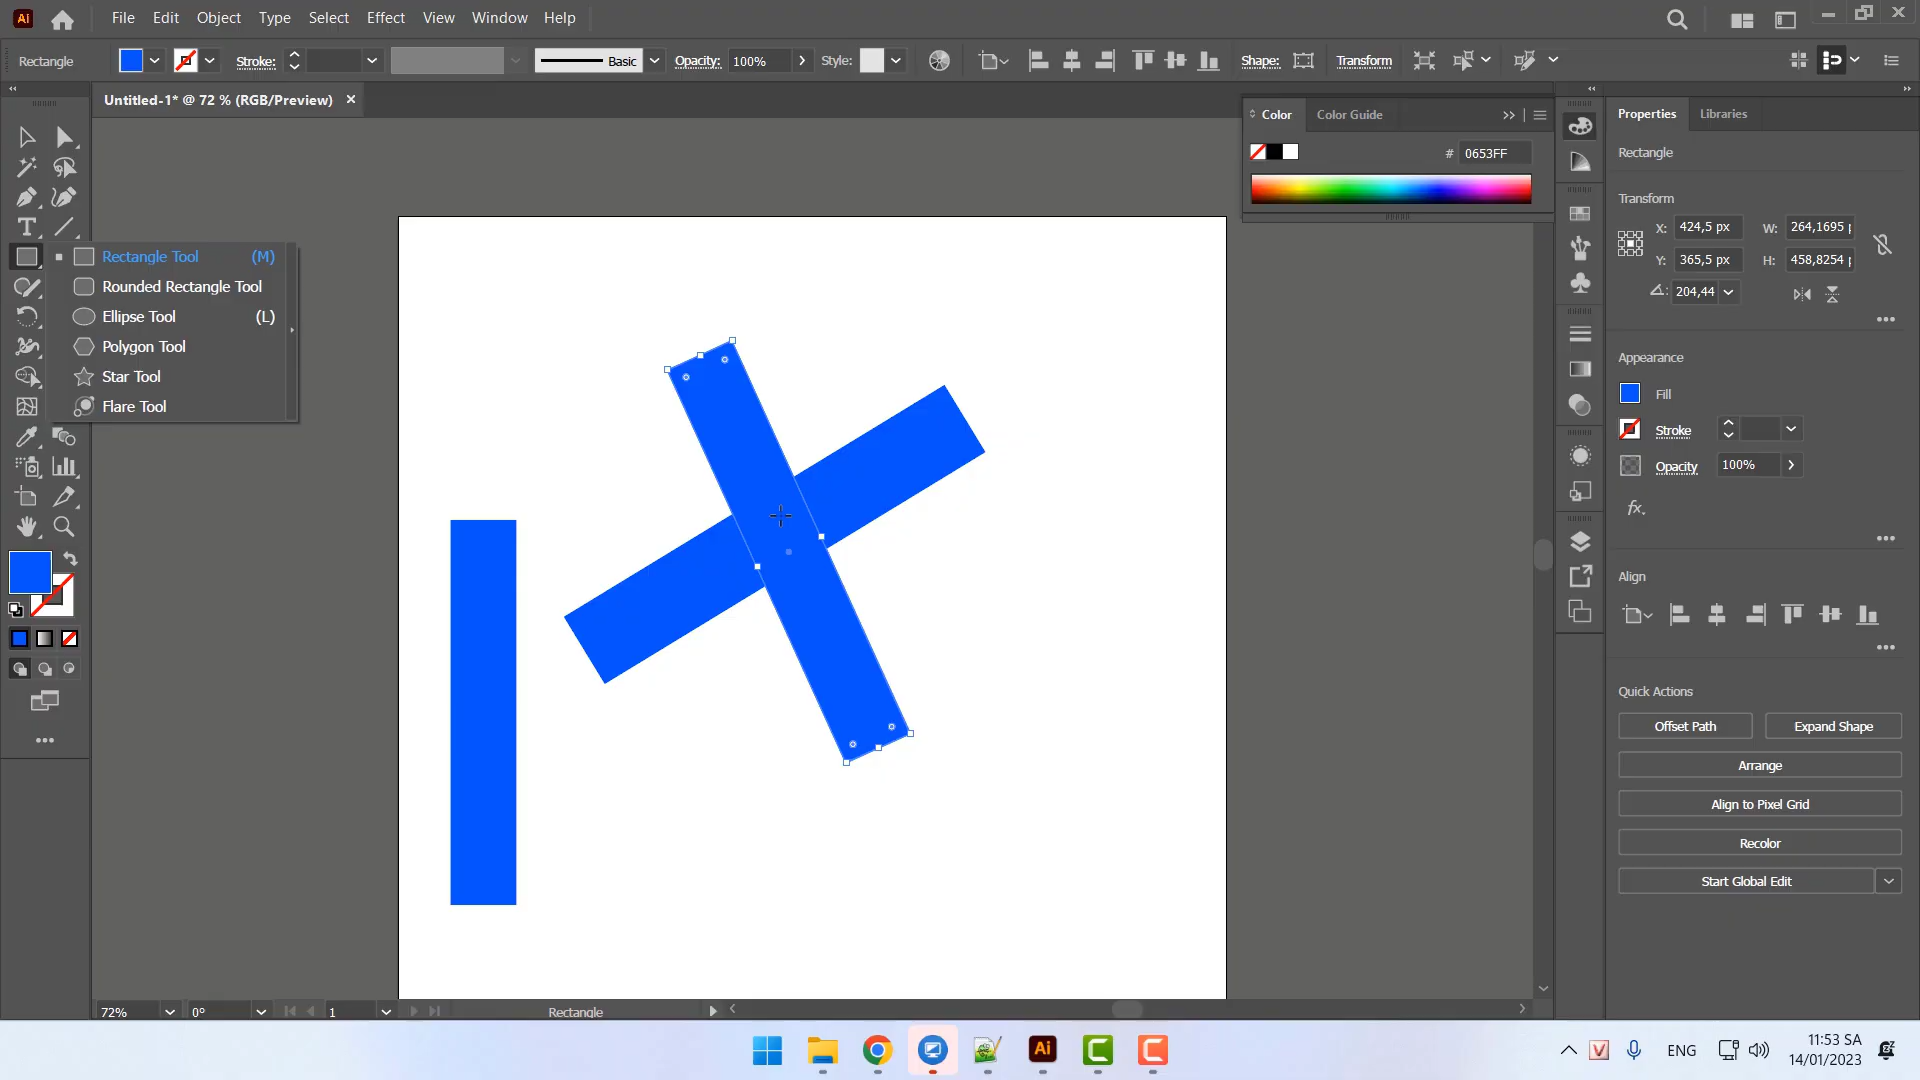 Ai File Edit Object Type Select Effect View Window Help
Rectangle Stroke: Basic Opacity: 100% Style: Shape: Transform
Untitled-1* @ 72 % (RGB/Preview) ×
Color Color Guide
# 0653FF
Properties Libraries
Rectangle
Transform
X: 424,5 px W: 264,1695 p
Y: 365,5 px H: 458,8254 p
204,44
Appearance
Fill
Stroke
Opacity 100%
fx.
Align
Quick Actions
Offset Path Expand Shape
Arrange
Align to Pixel Grid
Recolor
Start Global Edit
Rectangle Tool (M)
Rounded Rectangle Tool
Ellipse Tool (L)
Polygon Tool
Star Tool
Flare Tool
72% 0° 1 Rectangle
Ai
V ENG 11:53 SA
14/01/2023